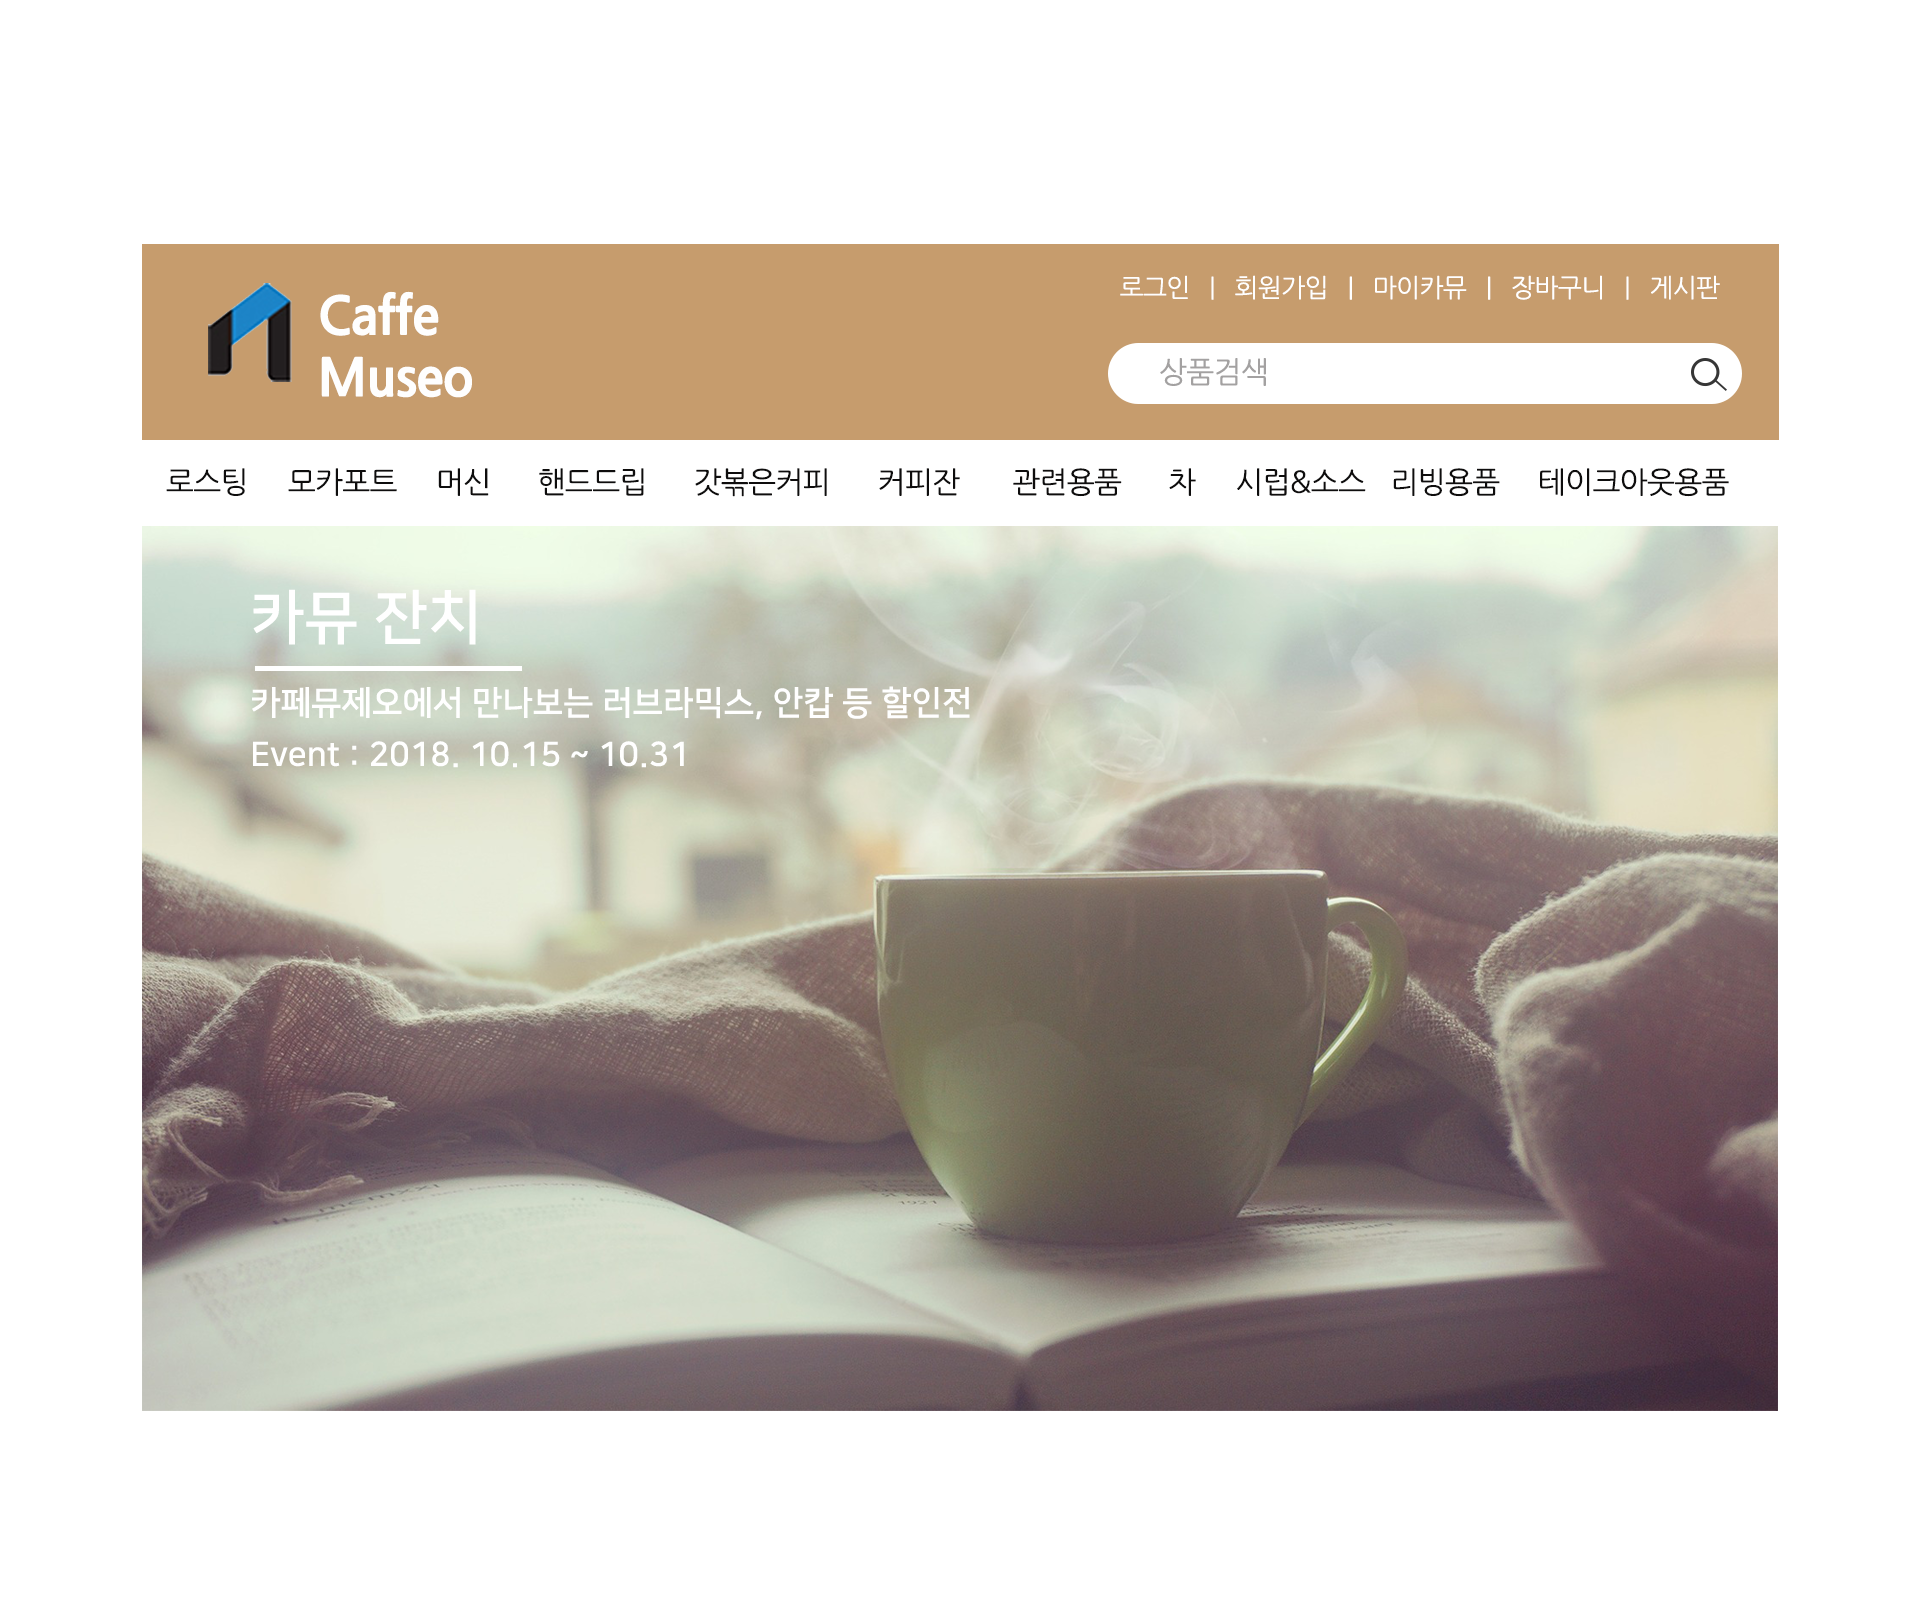 Caffe
Museo
로그인 | 회원가입 | 마이카뮤 | 장바구니 | 게시판
상품검색
로스팅 모카포트 머신 핸드드립 갓볶은커피 커피잔 관련용품 차 시럽&소스 리빙용품 테이크아웃용품
카뮤 잔치
카페뮤제오에서 만나보는 러브라믹스, 안캅 등 할인전
Event : 2018. 10.15 ~ 10.31